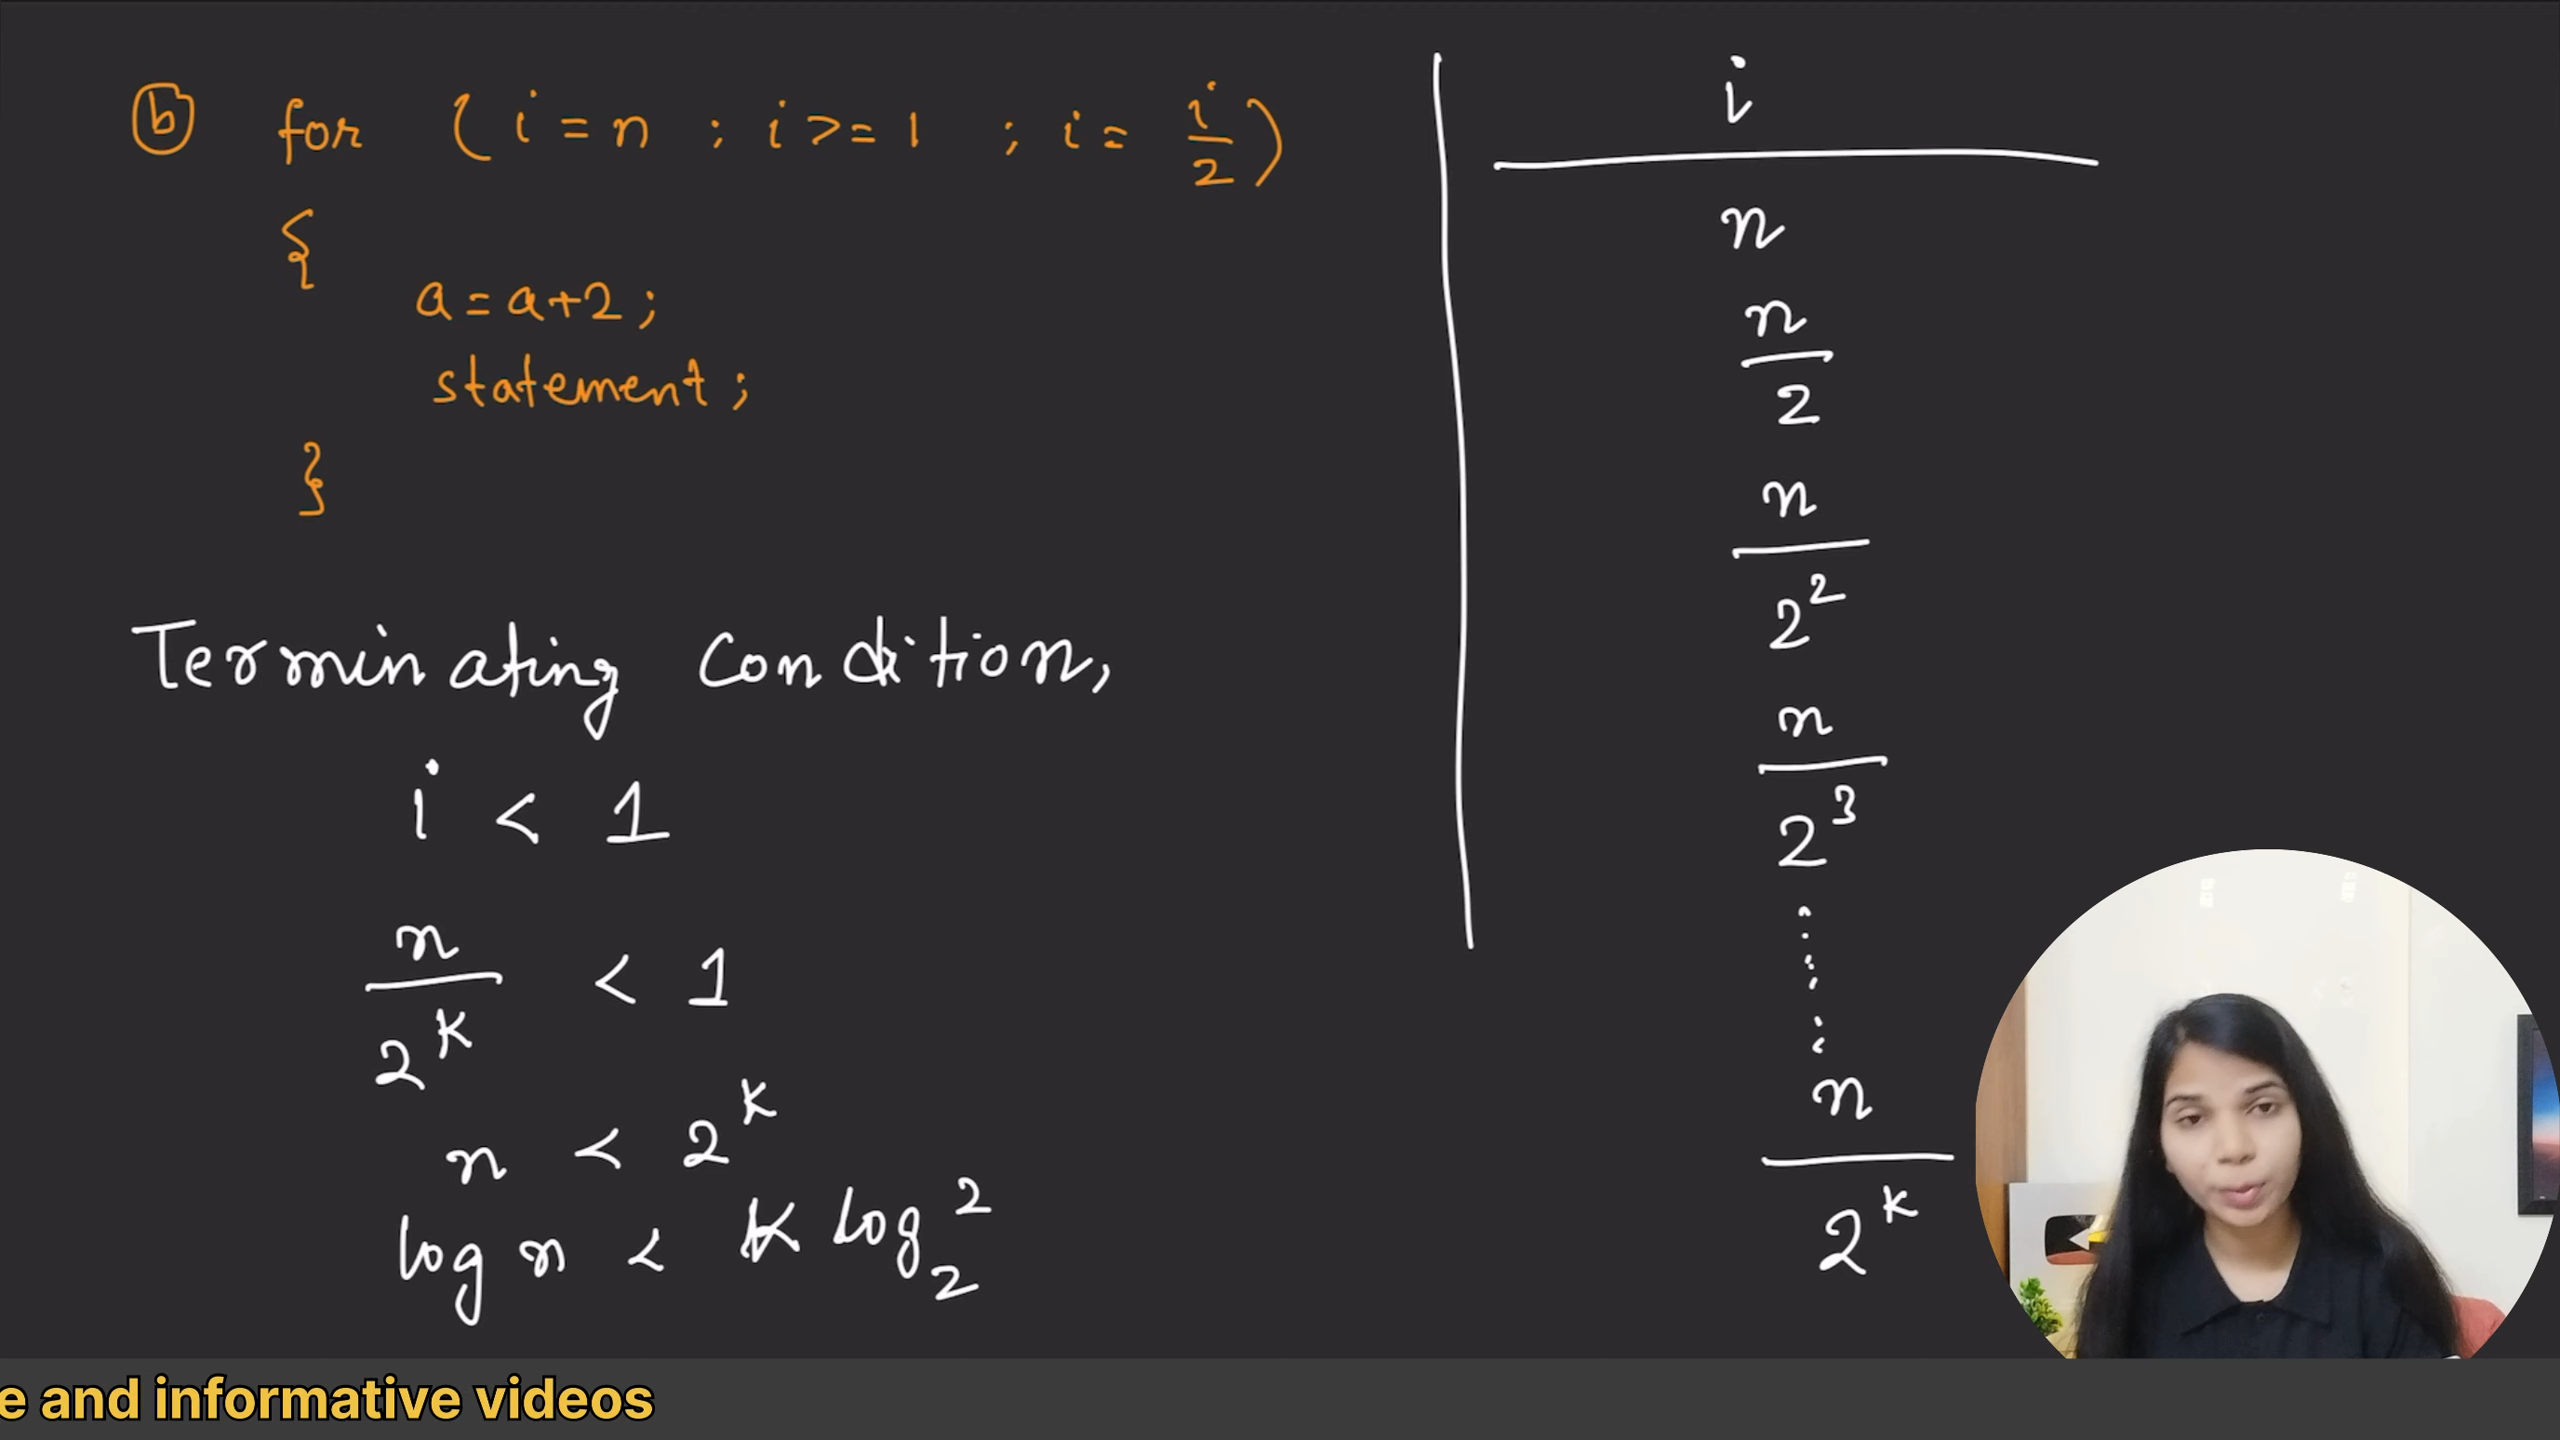 b for ( i = n ; i >= 1 ; i = i/2 )
{
a = a+2 ;
statement ;
}
Terminating Condition,
i < 1
n/2^k < 1
n < 2^k
log n < K log₂ 2
i
n
n/2
n/2^2
n/2^3
n/2^k
e and informative videos